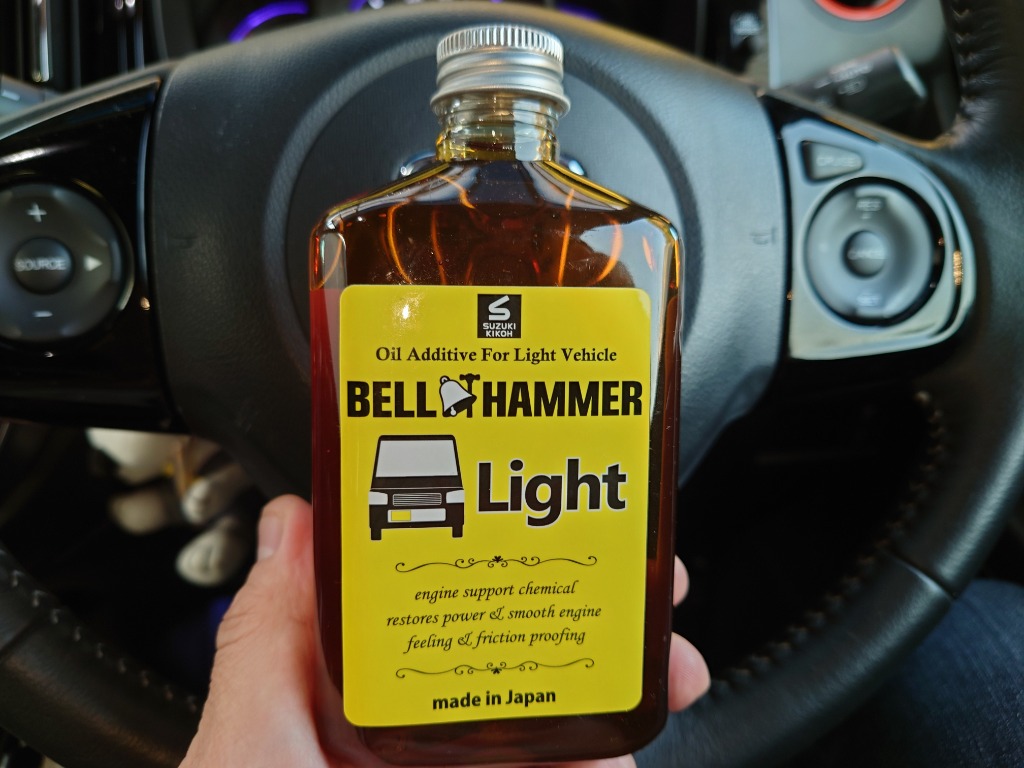 SUZUKI
KIKOH
Oil Additive For Light Vehicle
BELL HAMMER
Light
engine support chemical
restores power & smooth engine
feeling & friction proofing
made in Japan
+
SOURCE
-
CANCEL